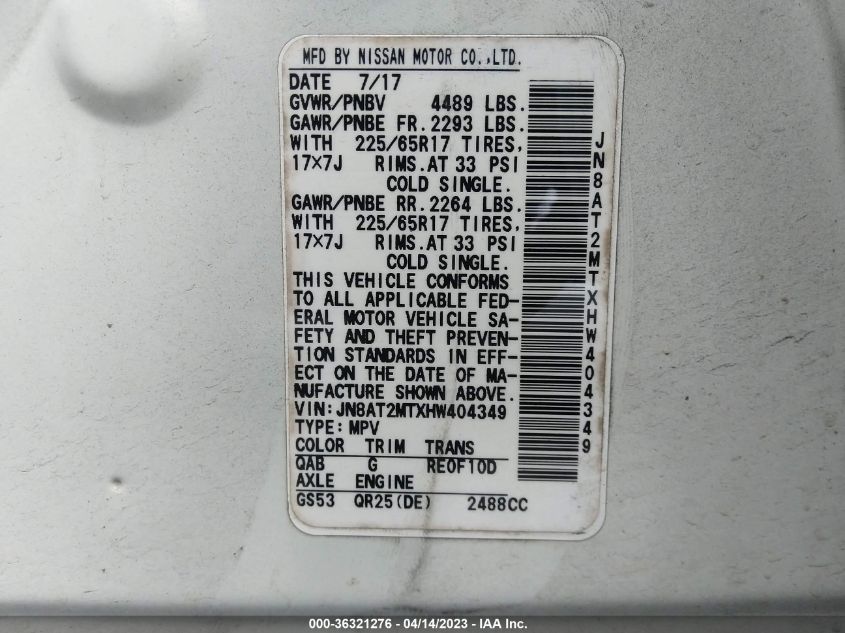 MFD BY NISSAN MOTOR CO.,LTD.
DATE 7/17
GVWR/PNBV 4489 LBS.
GAWR/PNBE FR. 2293 LBS.
WITH 225/65R17 TIRES,
17×7J RIMS.AT 33 PSI
COLD SINGLE.
GAWR/PNBE RR. 2264 LBS.
WITH 225/65R17 TIRES,
17×7J RIMS.AT 33 PSI
COLD SINGLE.
THIS VEHICLE CONFORMS
TO ALL APPLICABLE FED-
ERAL MOTOR VEHICLE SA-
FETY AND THEFT PREVEN-
TION STANDARDS IN EFF-
ECT ON THE DATE OF MA-
NUFACTURE SHOWN ABOVE.
VIN: JN8AT2MTXHW404349
TYPE: MPV
COLOR TRIM TRANS
QAB G RE0F10D
AXLE ENGINE
GS53 QR25(DE) 2488CC
JN8AT2MTXHW404349
000-36321276 - 04/14/2023 - IAA Inc.